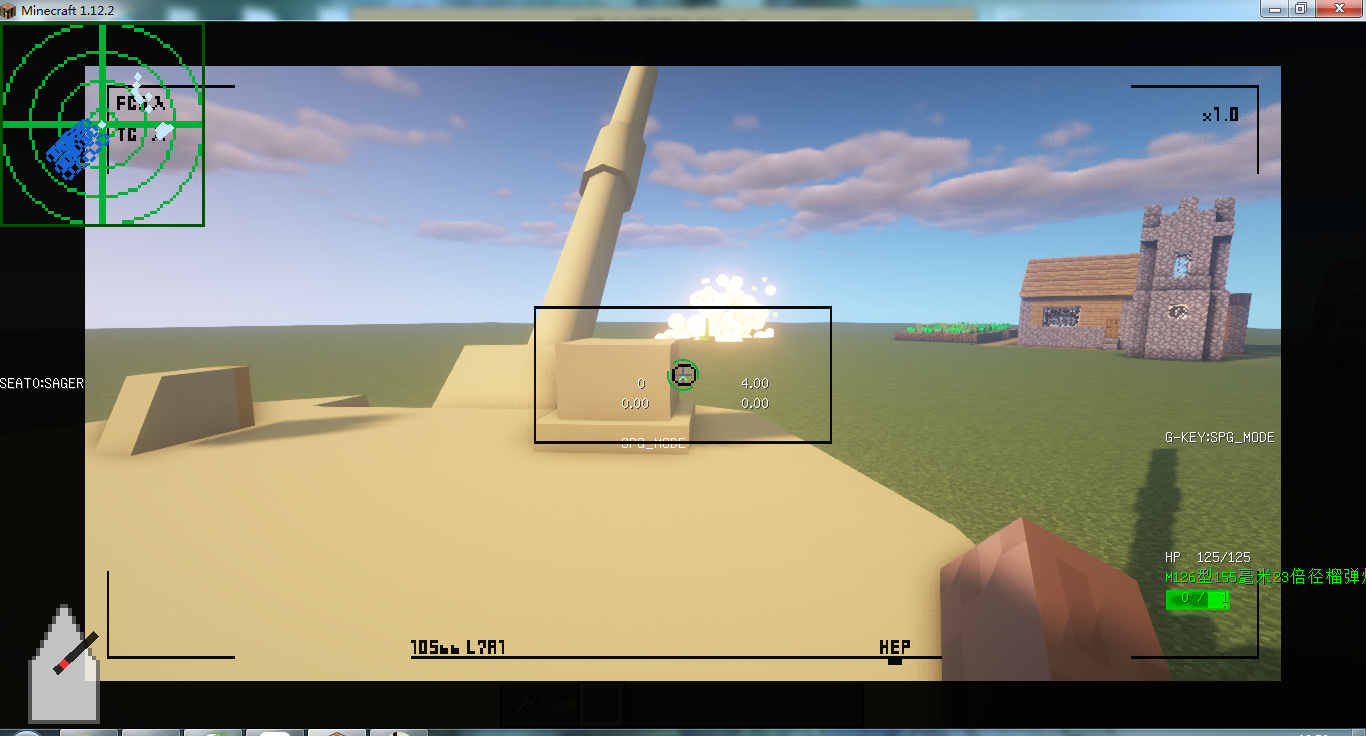 Minecraft 1.12.2
FC:
TC
x1.0
SEAT0:SAGER
0 4.00
0.00 0.00
SPG_MODE
G-KEY:SPG_MODE
HP 125/125
M126型155毫米23倍径榴弹
0 / 1
105mm L7A1 HEP